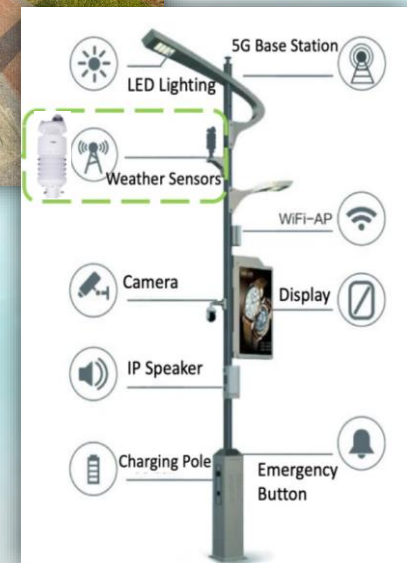 5G Base Station
LED Lighting
Weather Sensors
WiFi-AP
Camera
Display
IP Speaker
Charging Pole
Emergency
Button